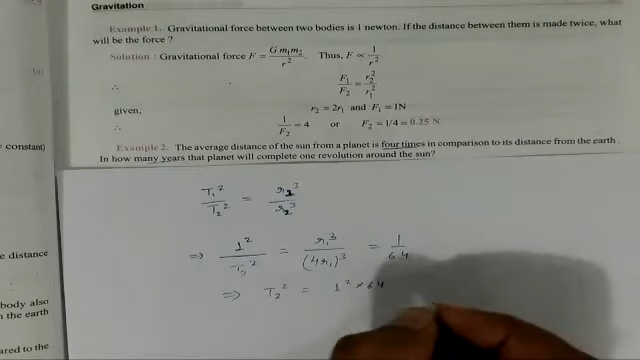 Gravitation
Example 1. Gravitational force between two bodies is 1 newton. If the distance between them is made twice, what
will be the force ?
Solution : Gravitational force F = G m₁m₂ / r². Thus, F ∝ 1/r²
∴ F₁/F₂ = r₂²/r₁²
given, r₂ = 2r₁ and F₁ = 1N
∴ 1/F₂ = 4 or F₂ = 1/4 = 0.25 N
Example 2. The average distance of the sun from a planet is four times in comparison to its distance from the earth.
In how many years that planet will complete one revolution around the sun?
= constant)
e distance
body also
n the earth
ared to the
T₁²/T₂² = r₁³/r₂³
⇒ 1²/T₂² = r₁³/(4r₁)³ = 1/64
⇒ T₂² = 1² × 64